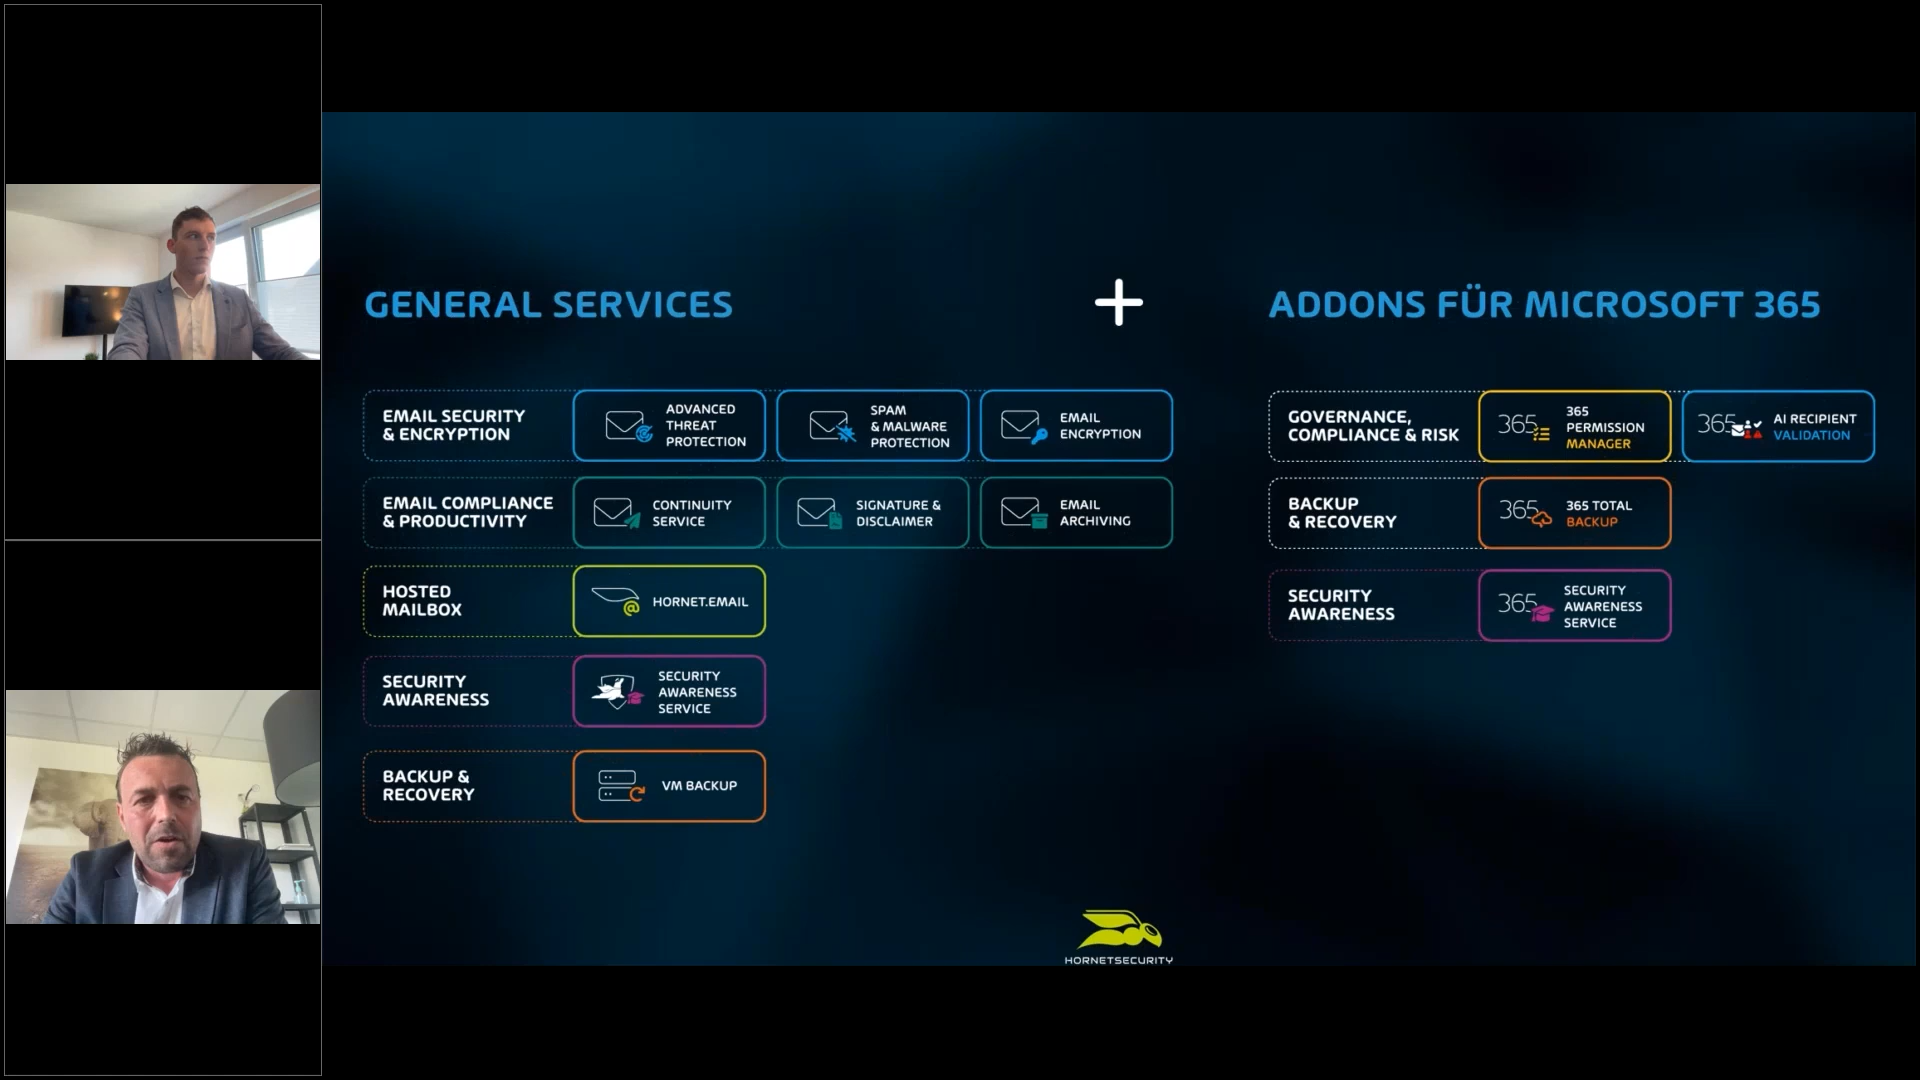 GENERAL SERVICES
EMAIL SECURITY
& ENCRYPTION
ADVANCED
THREAT
PROTECTION
SPAM
& MALWARE
PROTECTION
EMAIL
ENCRYPTION
EMAIL COMPLIANCE
& PRODUCTIVITY
CONTINUITY
SERVICE
SIGNATURE &
DISCLAIMER
EMAIL
ARCHIVING
HOSTED
MAILBOX
@
HORNET.EMAIL
SECURITY
AWARENESS
SECURITY
AWARENESS
SERVICE
BACKUP &
RECOVERY
VM BACKUP
ADDONS FÜR MICROSOFT 365
GOVERNANCE,
COMPLIANCE & RISK
365
365
PERMISSION
MANAGER
365
AI RECIPIENT
VALIDATION
BACKUP
& RECOVERY
365
365 TOTAL
BACKUP
SECURITY
AWARENESS
365
SECURITY
AWARENESS
SERVICE
HORNETSECURITY